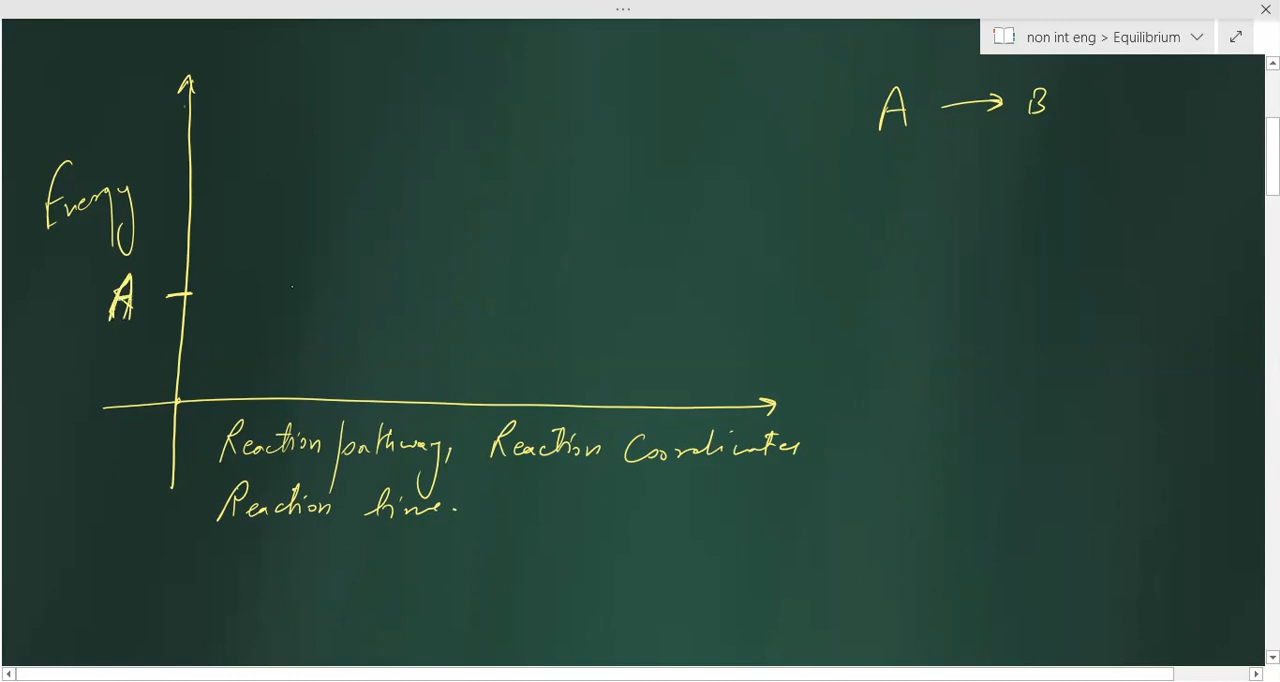 non int eng > Equilibrium
A → B
Energy
A
Reaction pathway, Reaction Coordinates
Reaction time.